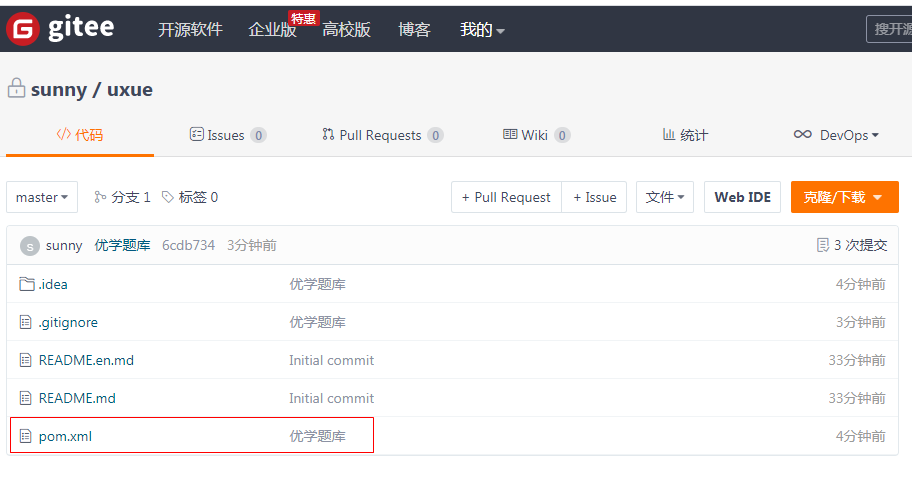 gitee 开源软件 企业版 特惠 高校版 博客 我的 搜开源
sunny / uxue
代码 Issues 0 Pull Requests 0 Wiki 0 统计 DevOps
master 分支 1 标签 0 + Pull Request + Issue 文件 Web IDE 克隆/下载
s sunny 优学题库 6cdb734 3分钟前 3 次提交
.idea 优学题库 4分钟前
.gitignore 优学题库 3分钟前
README.en.md Initial commit 33分钟前
README.md Initial commit 33分钟前
pom.xml 优学题库 4分钟前